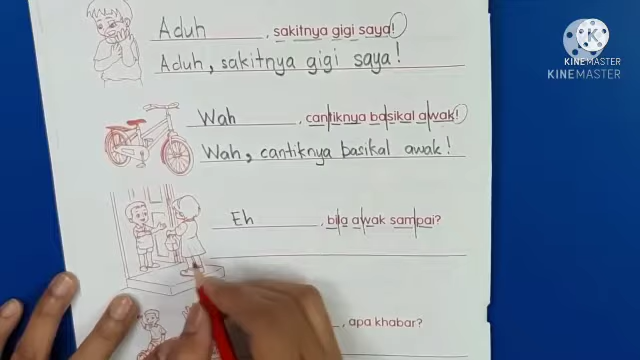 Aduh, sakitnya gigi saya!
Aduh, sakitnya gigi saya!
Wah, cantiknya basikal awak!
Wah, cantiknya basikal awak!
Eh, bila awak sampai?
, apa khabar?
KINEMASTER
KINEMASTER